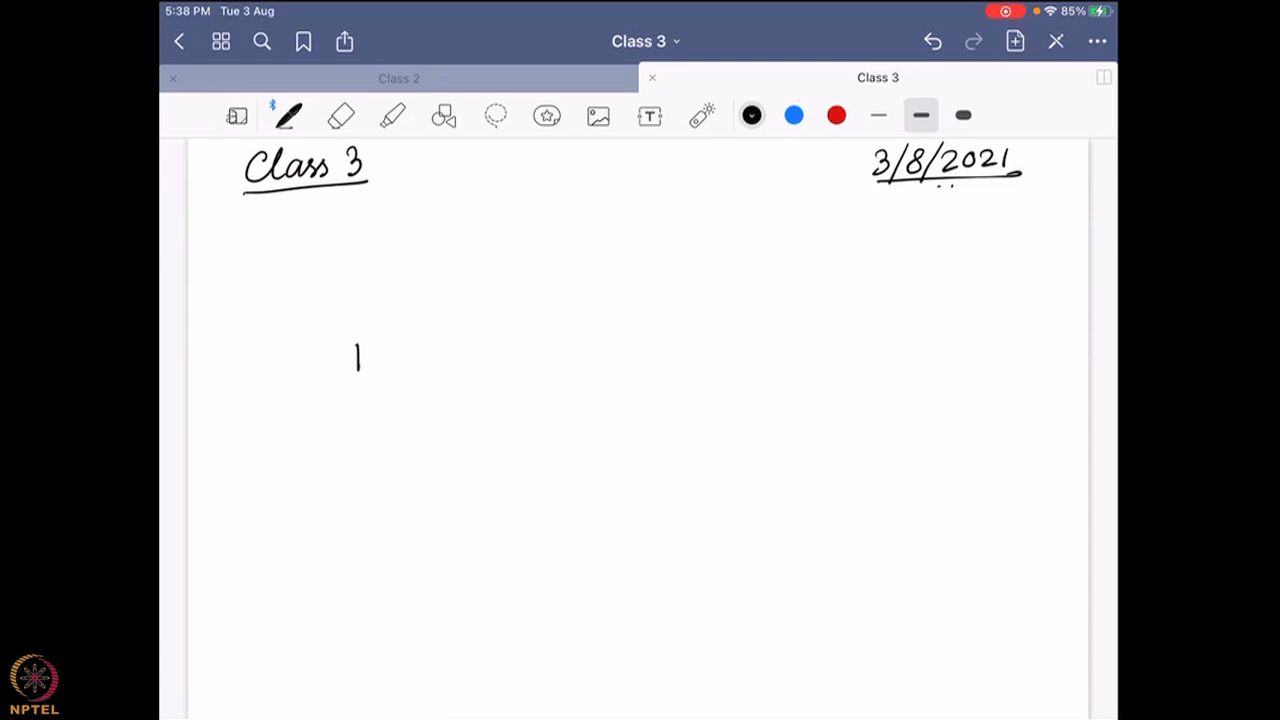 5:38 PM Tue 3 Aug 85%
Class 3
Class 2 Class 3
T
Class 3 3/8/2021
|
NPTEL